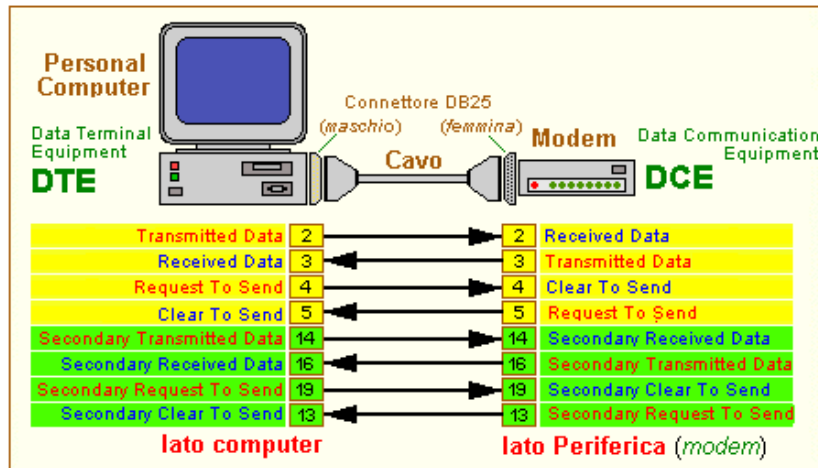 Personal
Computer
Data Terminal
Equipment
DTE
Connettore DB25
(maschio) (femmina)
Cavo
Modem
Data Communication
Equipment
DCE
Transmitted Data 2 2 Received Data
Received Data 3 3 Transmitted Data
Request To Send 4 4 Clear To Send
Clear To Send 5 5 Request To Send
Secondary Transmitted Data 14 14 Secondary Received Data
Secondary Received Data 16 16 Secondary Transmitted Data
Secondary Request To Send 19 19 Secondary Clear To Send
Secondary Clear To Send 13 13 Secondary Request To Send
lato computer lato Periferica (modem)